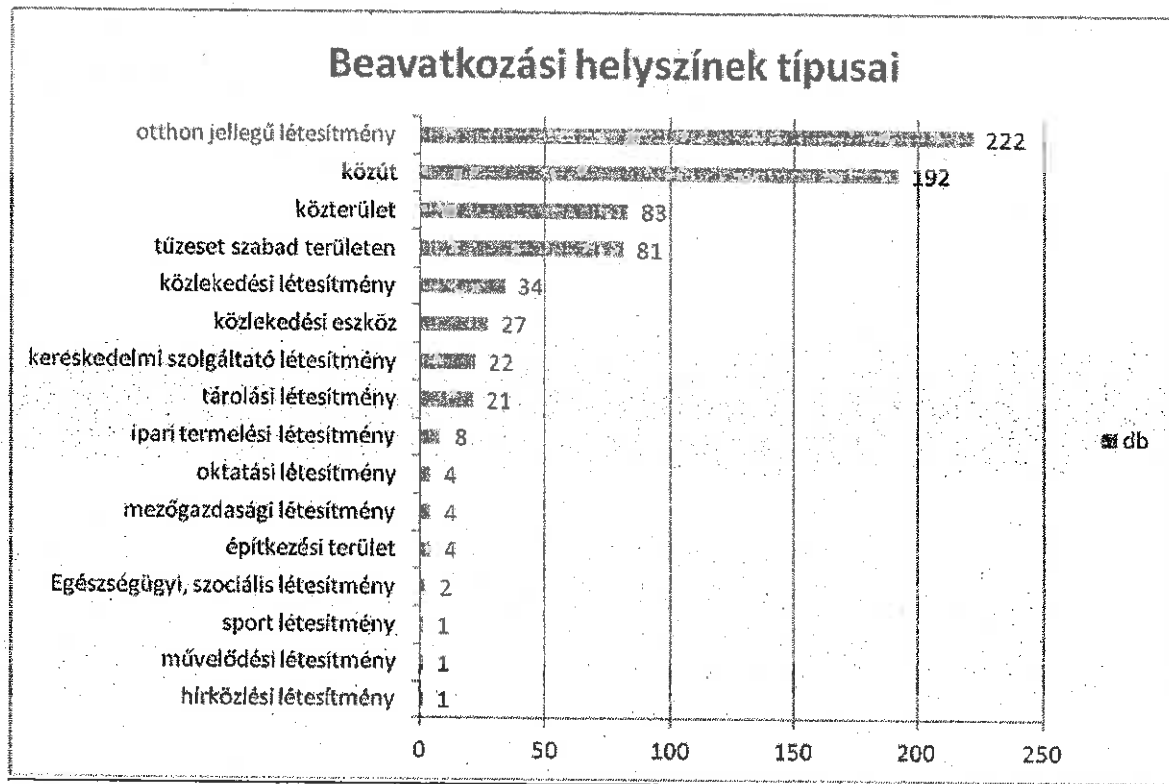 Beavatkozási helyszínek típusai
otthon jellegű létesítmény 222
közút 192
közterület 83
tűzeset szabad területen 81
közlekedési létesítmény 34
közlekedési eszköz 27
kereskedelmi szolgáltató létesítmény 22
tárolási létesítmény 21
ipari termelési létesítmény 8
db
oktatási létesítmény 4
mezőgazdasági létesítmény 4
építkezési terület 4
Egészségügyi, szociális létesítmény 2
sport létesítmény 1
művelődési létesítmény 1
hírközlési létesítmény 1
0 50 100 150 200 250